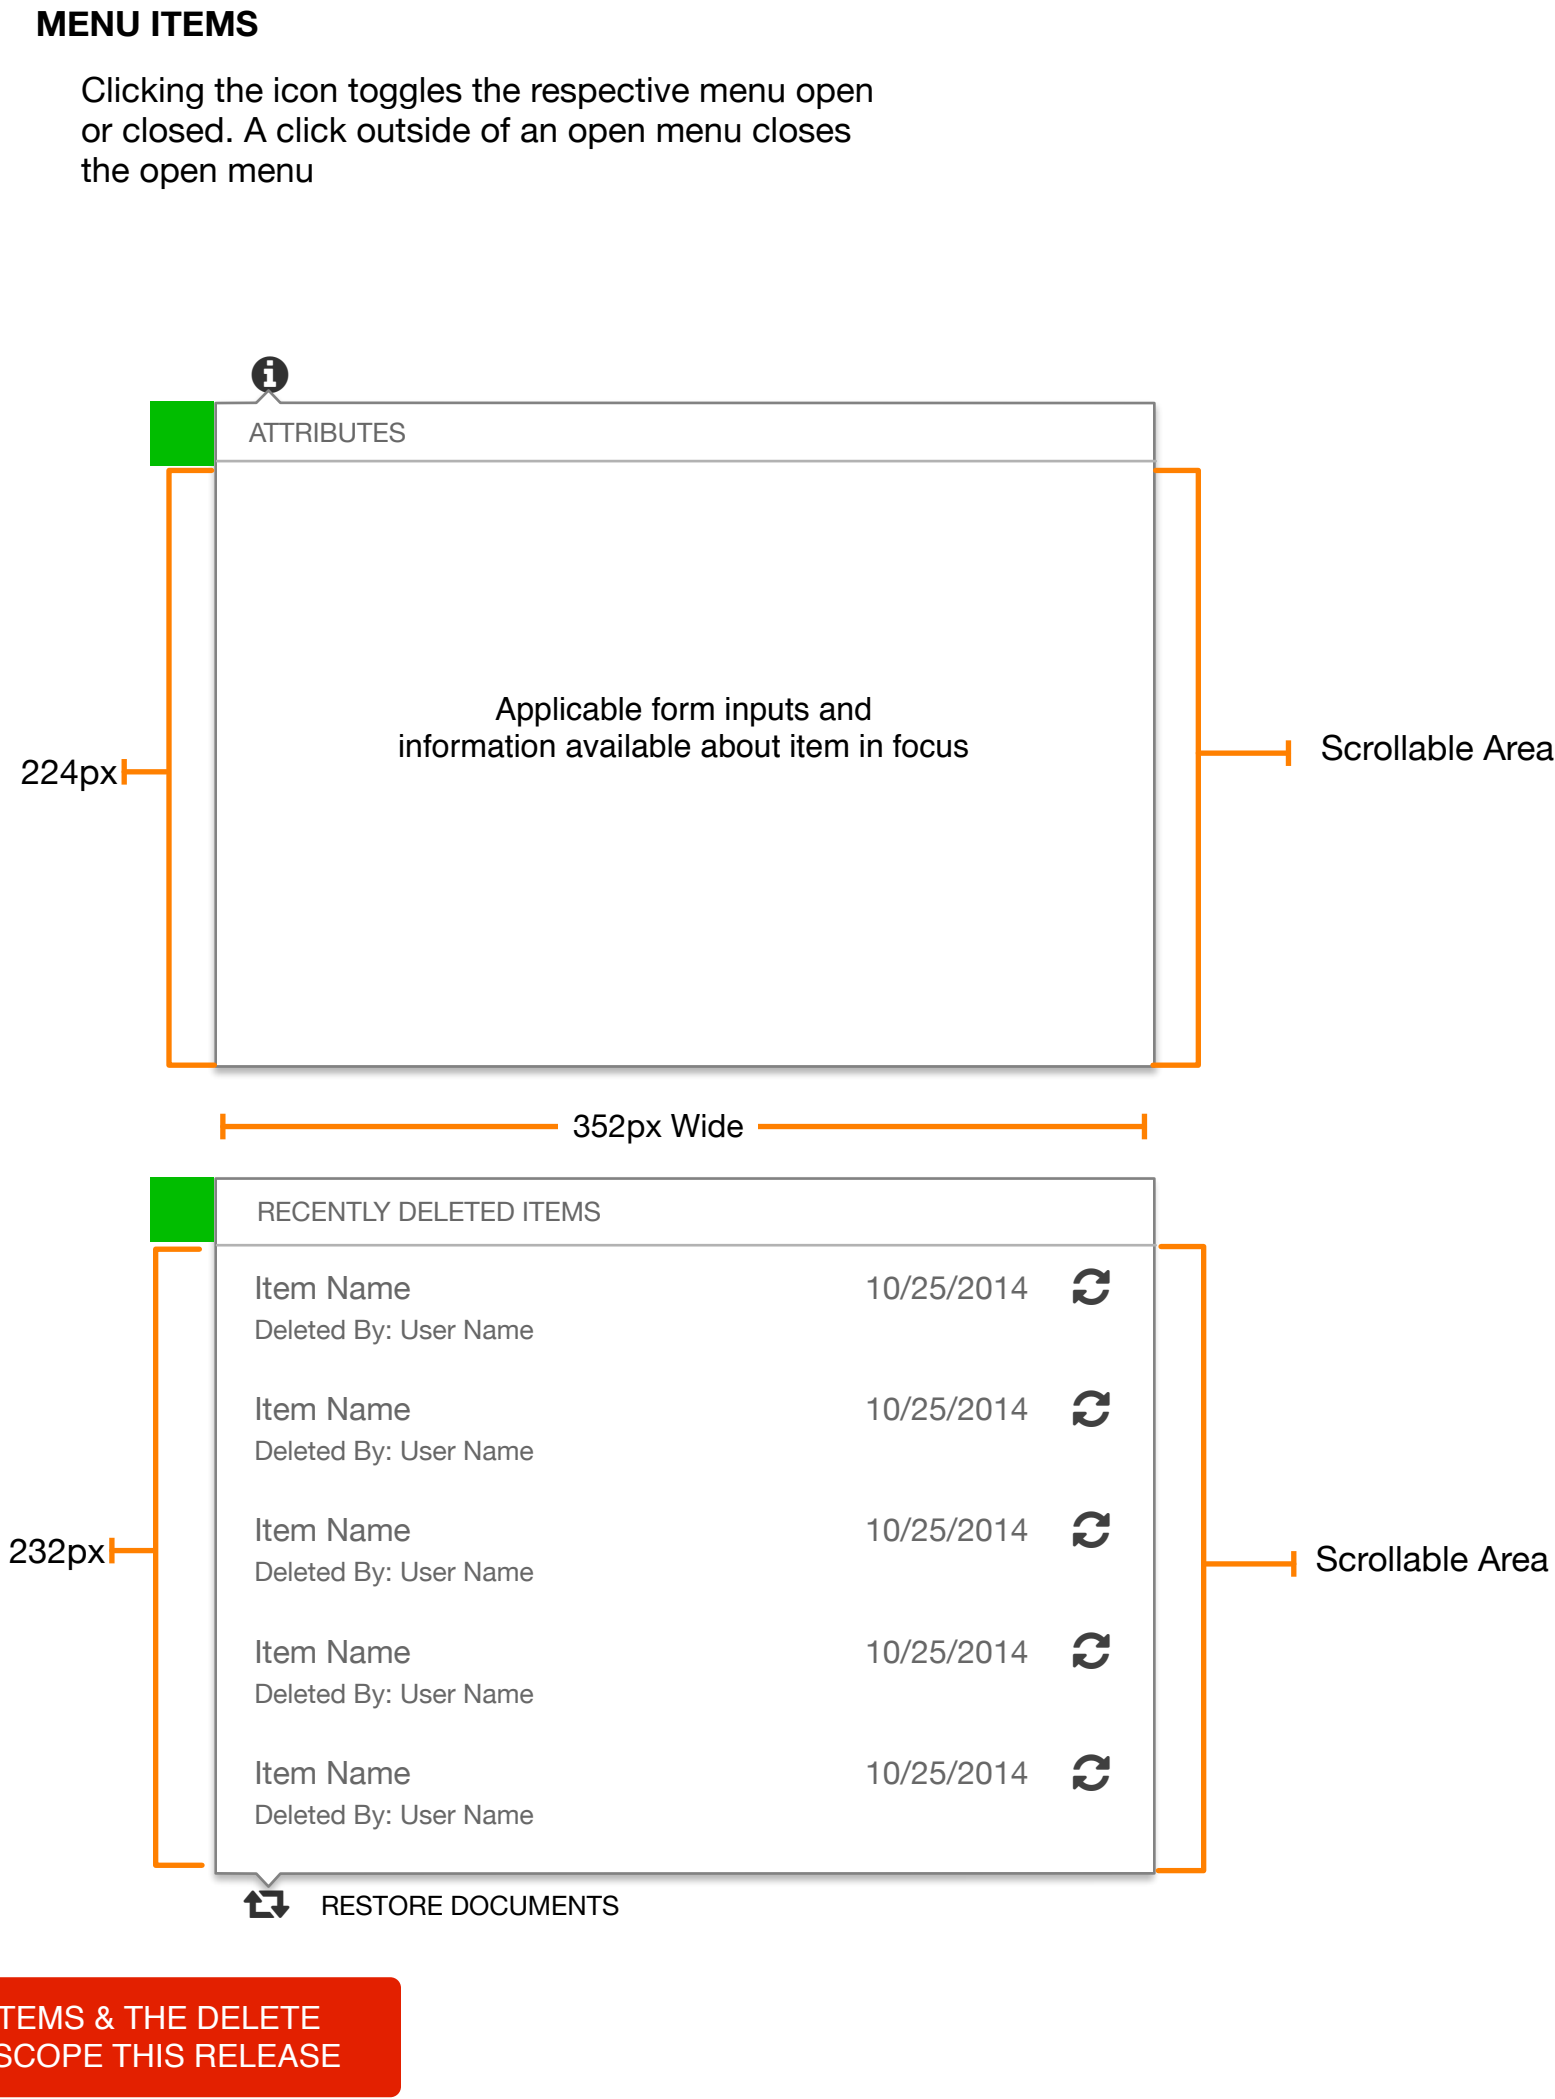 MENU ITEMS
Clicking the icon toggles the respective menu open
or closed. A click outside of an open menu closes
the open menu
ATTRIBUTES
Applicable form inputs and
information available about item in focus
224px
Scrollable Area
352px Wide
RECENTLY DELETED ITEMS
Item Name 10/25/2014
Deleted By: User Name
Item Name 10/25/2014
Deleted By: User Name
Item Name 10/25/2014
Deleted By: User Name
232px
Scrollable Area
Item Name 10/25/2014
Deleted By: User Name
Item Name 10/25/2014
Deleted By: User Name
RESTORE DOCUMENTS
TEMS & THE DELETE
SCOPE THIS RELEASE